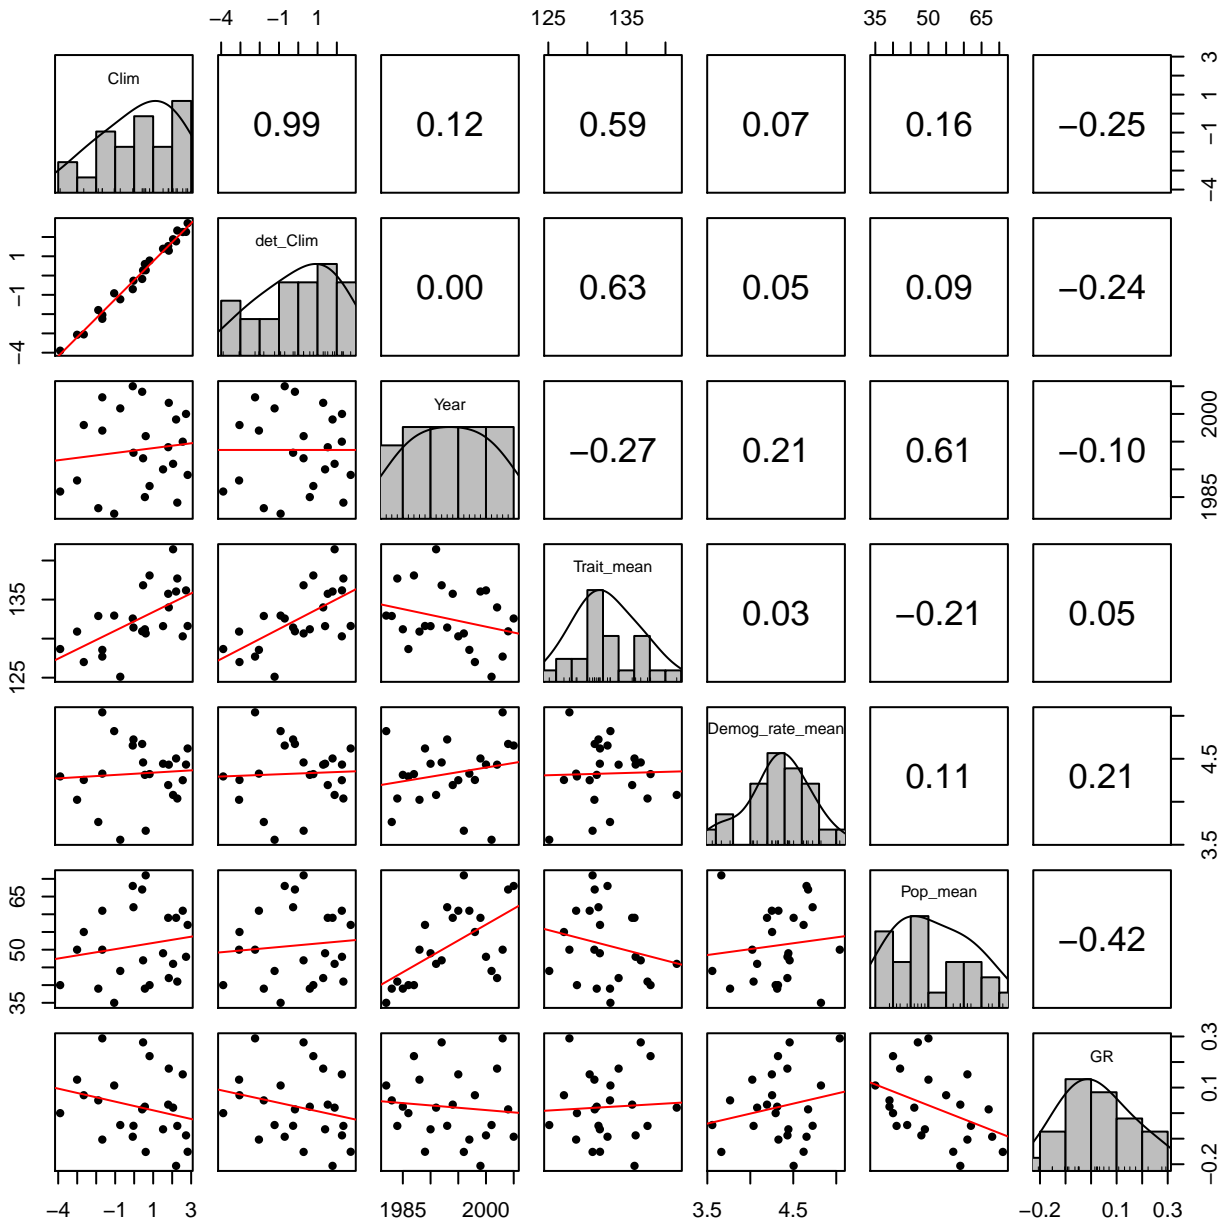 −4 −1 1 125 135 35 50 65
Clim 0.99 0.12 0.59 0.07 0.16 −0.25 −4 −1 1 3
−4 −1 1 det_Clim 0.00 0.63 0.05 0.09 −0.24
Year −0.27 0.21 0.61 −0.10 1985 2000
125 135 Trait_mean 0.03 −0.21 0.05
Demog_rate_mean 0.11 0.21 3.5 4.5
35 50 65 Pop_mean −0.42
GR −0.2 0.1 0.3
−4 −1 1 3 1985 2000 3.5 4.5 −0.2 0.1 0.3